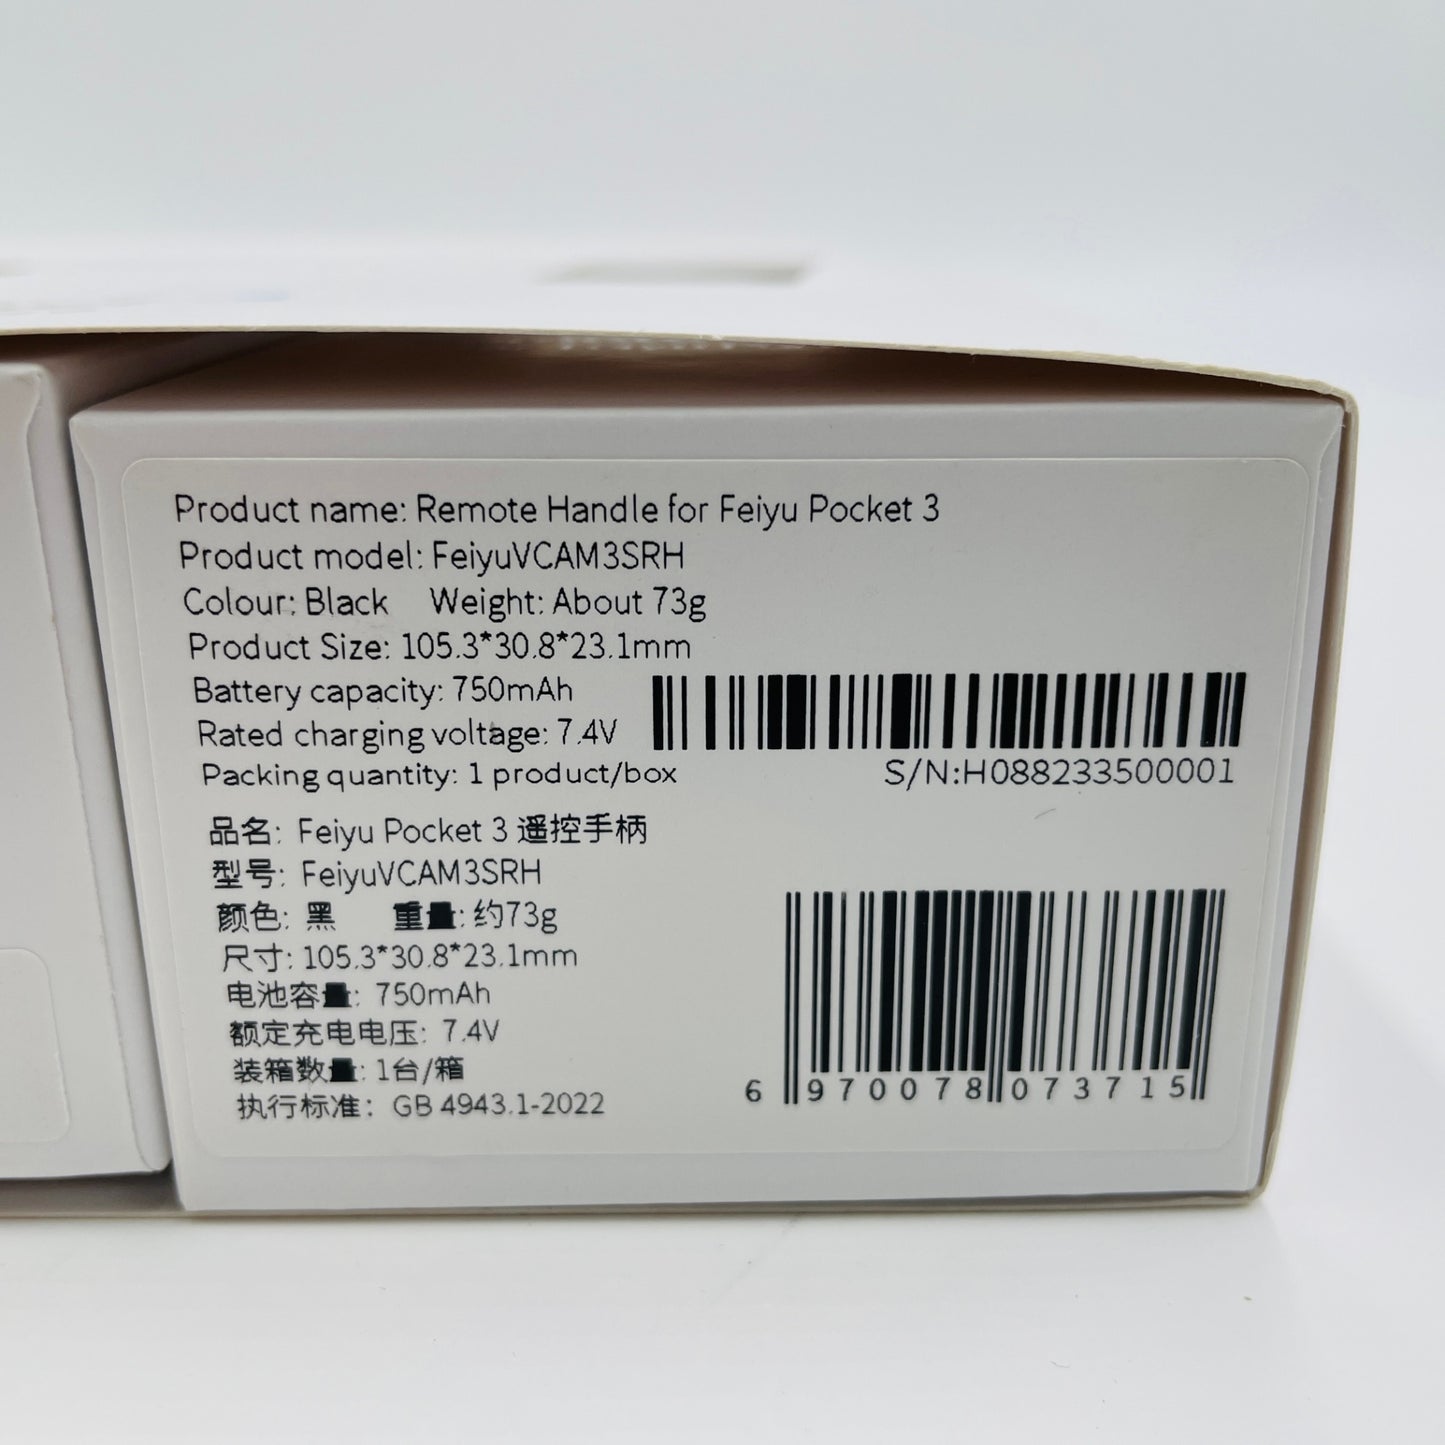 Product name: Remote Handle for Feiyu Pocket 3
Product model: FeiyuVCAM3SRH
Colour: Black Weight: About 73g
Product Size: 105.3*30.8*23.1mm
Battery capacity: 750mAh
Rated charging voltage: 7.4V
Packing quantity: 1 product/box
S/N:H088233500001
品名: Feiyu Pocket 3 遥控手柄
型号: FeiyuVCAM3SRH
颜色: 黑 重量: 约73g
尺寸: 105.3*30.8*23.1mm
电池容量: 750mAh
额定充电电压: 7.4V
装箱数量: 1台/箱
执行标准: GB 4943.1-2022
6 970078 073715